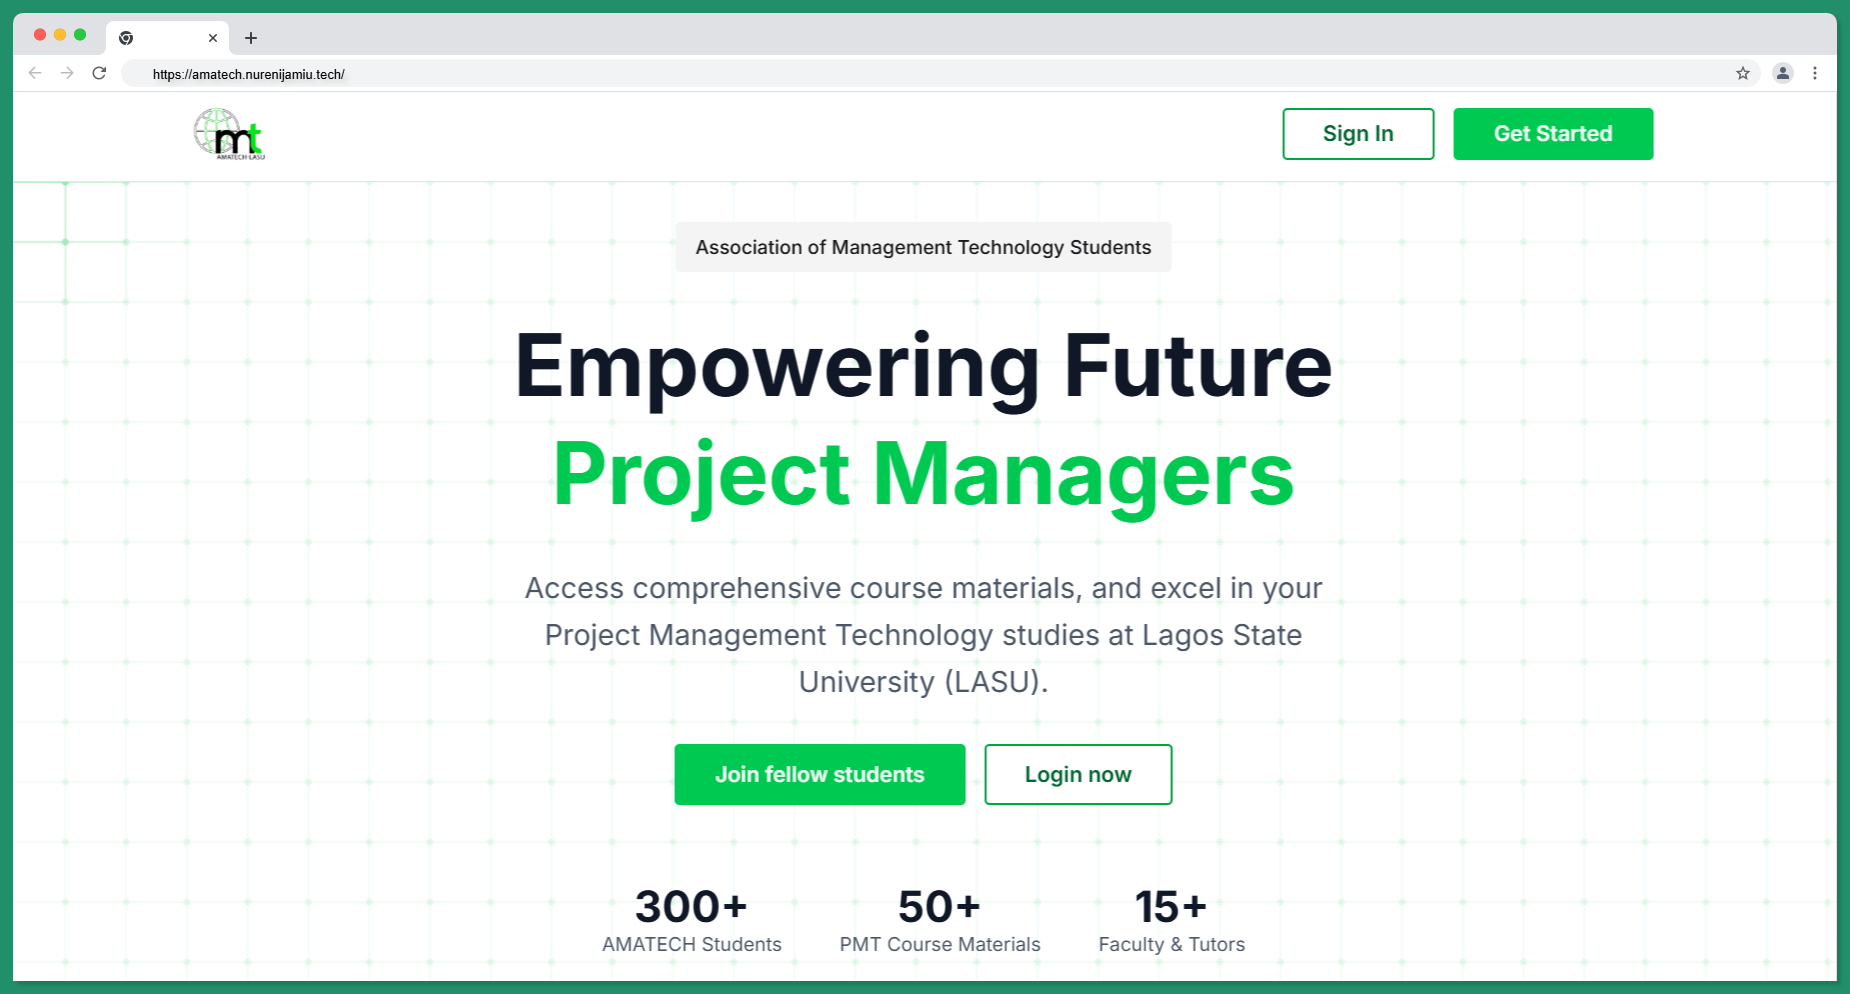 https://amatech.nurenijamiu.tech/
mt
AMATECH-LASU
Sign In
Get Started
Association of Management Technology Students
Empowering Future
Project Managers
Access comprehensive course materials, and excel in your
Project Management Technology studies at Lagos State
University (LASU).
Join fellow students
Login now
300+
AMATECH Students
50+
PMT Course Materials
15+
Faculty & Tutors